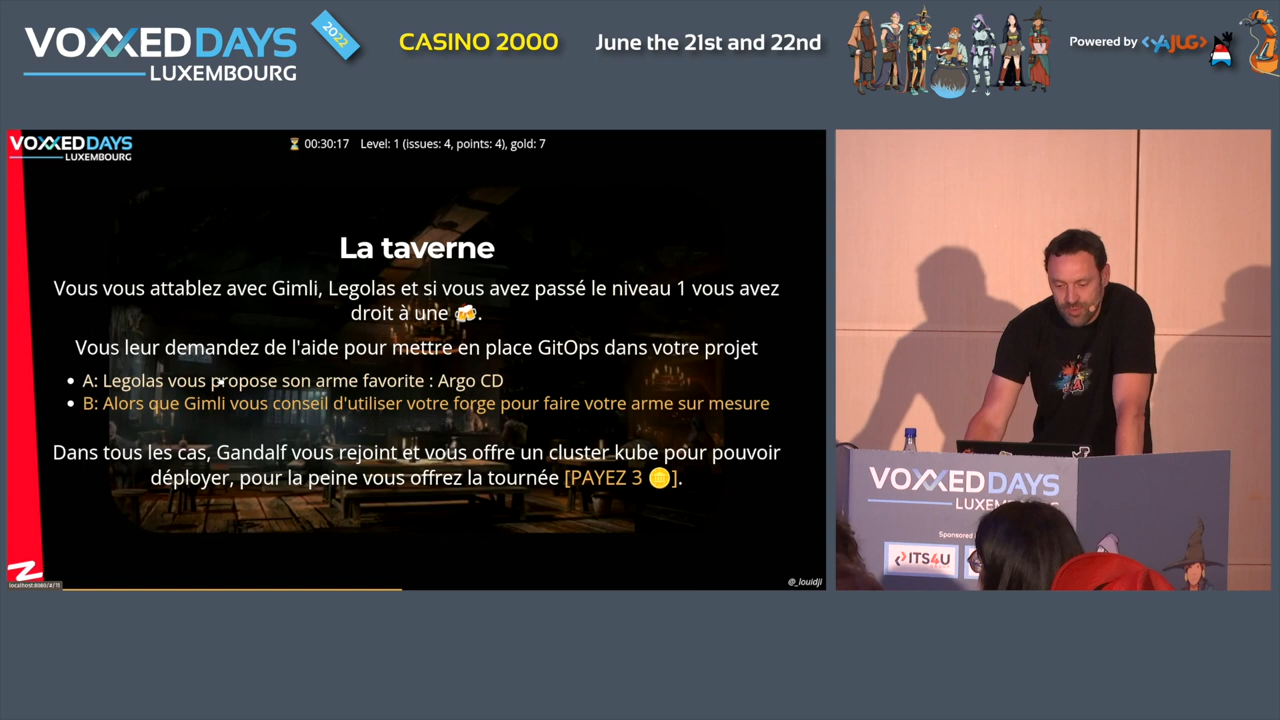 VOXXED DAYS
LUXEMBOURG
2022
CASINO 2000
June the 21st and 22nd
Powered by <YAJUG>
VOXXED DAYS
LUXEMBOURG
00:30:17 Level: 1 (issues: 4, points: 4), gold: 7
La taverne
Vous vous attablez avec Gimli, Legolas et si vous avez passé le niveau 1 vous avez
droit à une 🍻.
Vous leur demandez de l'aide pour mettre en place GitOps dans votre projet
• A: Legolas vous propose son arme favorite : Argo CD
• B: Alors que Gimli vous conseil d'utiliser votre forge pour faire votre arme sur mesure
Dans tous les cas, Gandalf vous rejoint et vous offre un cluster kube pour pouvoir
déployer, pour la peine vous offrez la tournée [PAYEZ 3 🪙].
localhost:8080/#/11
@_louidji
VOXXED DAYS
Sponsored
ITS4U